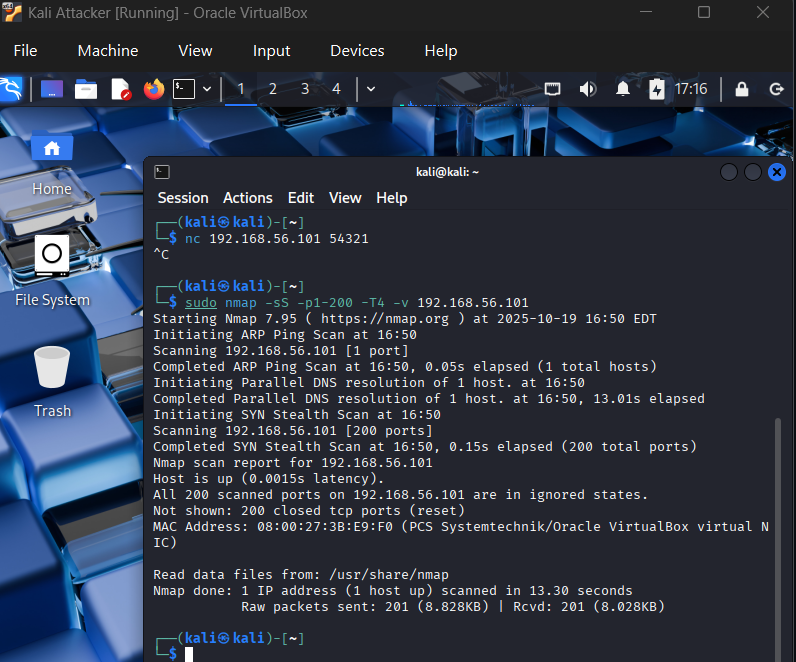 Kali Attacker [Running] - Oracle VirtualBox
File Machine View Input Devices Help
1 2 3 4 17:16
Home
File System
Trash
kali@kali: ~
Session Actions Edit View Help
┌──(kali㉿kali)-[~]
└─$ nc 192.168.56.101 54321
^C
┌──(kali㉿kali)-[~]
└─$ sudo nmap -sS -p1-200 -T4 -v 192.168.56.101
Starting Nmap 7.95 ( https://nmap.org ) at 2025-10-19 16:50 EDT
Initiating ARP Ping Scan at 16:50
Scanning 192.168.56.101 [1 port]
Completed ARP Ping Scan at 16:50, 0.05s elapsed (1 total hosts)
Initiating Parallel DNS resolution of 1 host. at 16:50
Completed Parallel DNS resolution of 1 host. at 16:50, 13.01s elapsed
Initiating SYN Stealth Scan at 16:50
Scanning 192.168.56.101 [200 ports]
Completed SYN Stealth Scan at 16:50, 0.15s elapsed (200 total ports)
Nmap scan report for 192.168.56.101
Host is up (0.0015s latency).
All 200 scanned ports on 192.168.56.101 are in ignored states.
Not shown: 200 closed tcp ports (reset)
MAC Address: 08:00:27:3B:E9:F0 (PCS Systemtechnik/Oracle VirtualBox virtual N
IC)
Read data files from: /usr/share/nmap
Nmap done: 1 IP address (1 host up) scanned in 13.30 seconds
Raw packets sent: 201 (8.828KB) | Rcvd: 201 (8.028KB)
┌──(kali㉿kali)-[~]
└─$